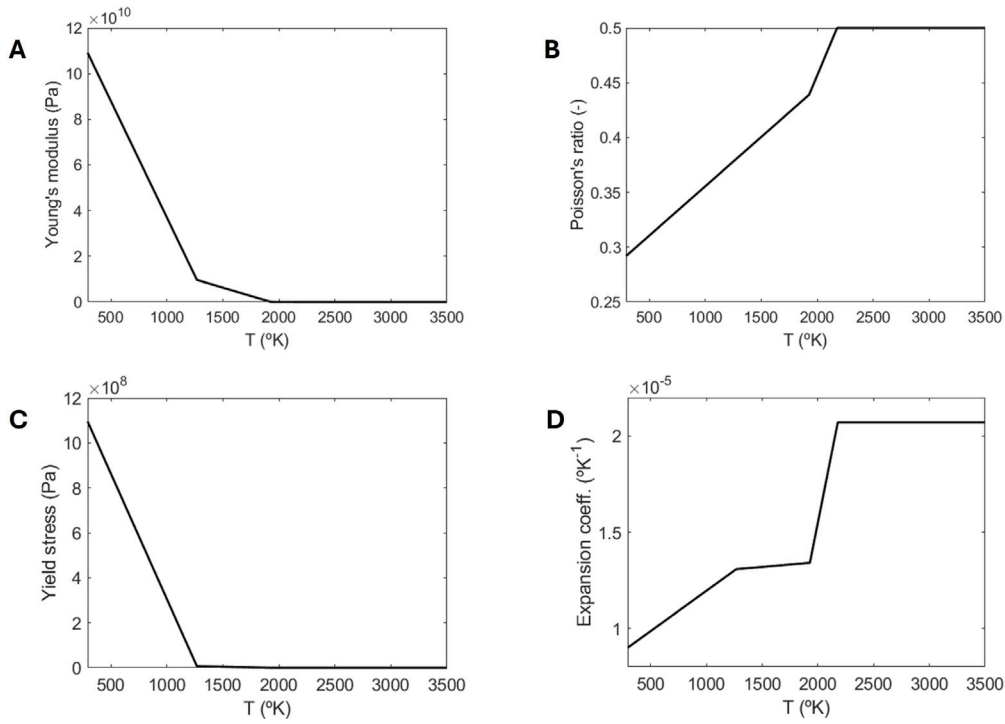 A
×10^10
Young's modulus (Pa)
12
10
8
6
4
2
0
500 1000 1500 2000 2500 3000 3500
T (ºK)
B
Poisson's ratio (-)
0.5
0.45
0.4
0.35
0.3
0.25
500 1000 1500 2000 2500 3000 3500
T (ºK)
C
×10^8
Yield stress (Pa)
12
10
8
6
4
2
0
500 1000 1500 2000 2500 3000 3500
T (ºK)
D
×10^-5
Expansion coeff. (ºK^-1)
2
1.5
1
500 1000 1500 2000 2500 3000 3500
T (ºK)